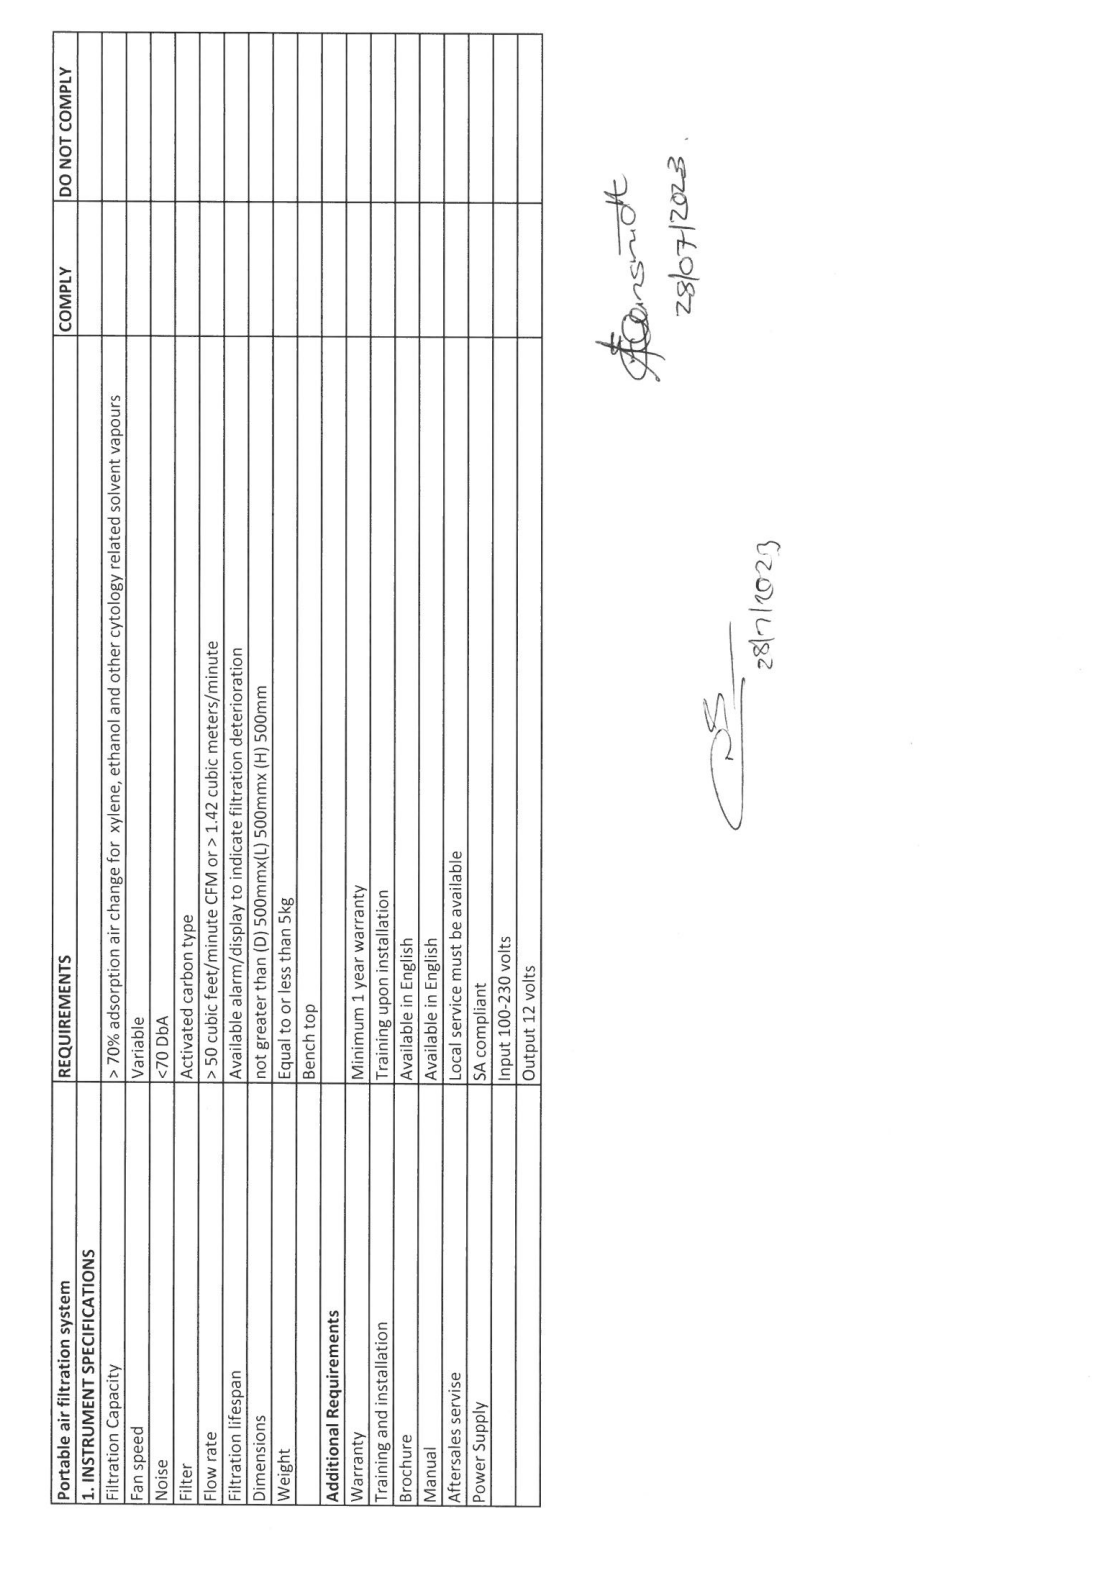 Portable air filtration system REQUIREMENTS COMPLY DO NOT COMPLY
1. INSTRUMENT SPECIFICATIONS
Filtration Capacity > 70% adsorption air change for xylene, ethanol and other cytology related solvent vapours
Fan speed Variable
Noise <70 DbA
Filter Activated carbon type
Flow rate > 50 cubic feet/minute CFM or > 1.42 cubic meters/minute
Filtration lifespan Available alarm/display to indicate filtration deterioration
Dimensions not greater than (D) 500mmx(L) 500mmx (H) 500mm
Weight Equal to or less than 5kg
Bench top
Additional Requirements
Warranty Minimum 1 year warranty
Training and installation Training upon installation
Brochure Available in English
Manual Available in English
Aftersales servise Local service must be available
Power Supply SA compliant
Input 100-230 volts
Output 12 volts
28/07/2023.
28/7/2023